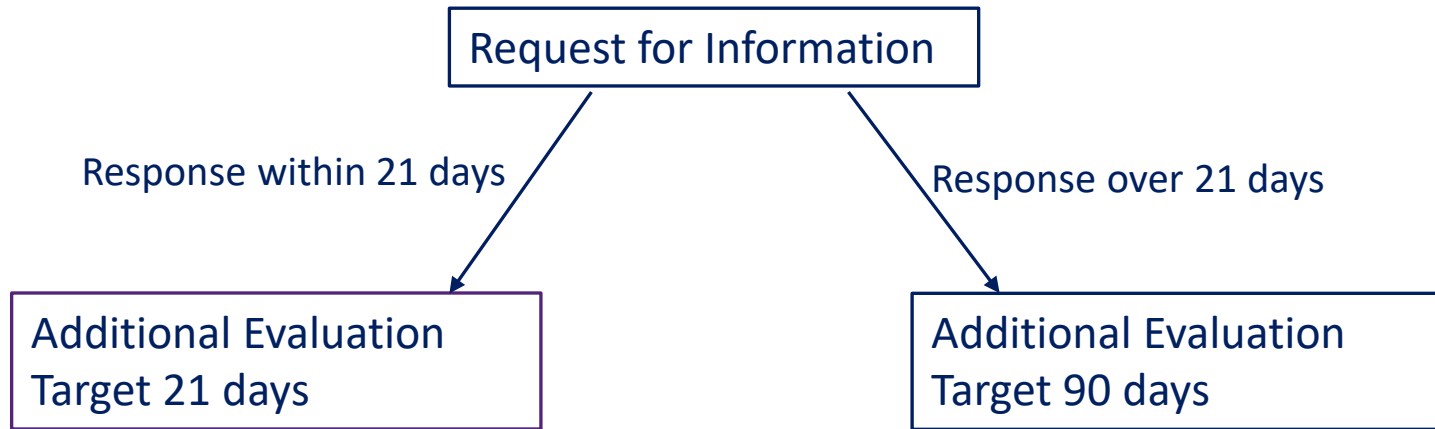 Request for Information
Response within 21 days
Response over 21 days
Additional Evaluation
Target 21 days
Additional Evaluation
Target 90 days